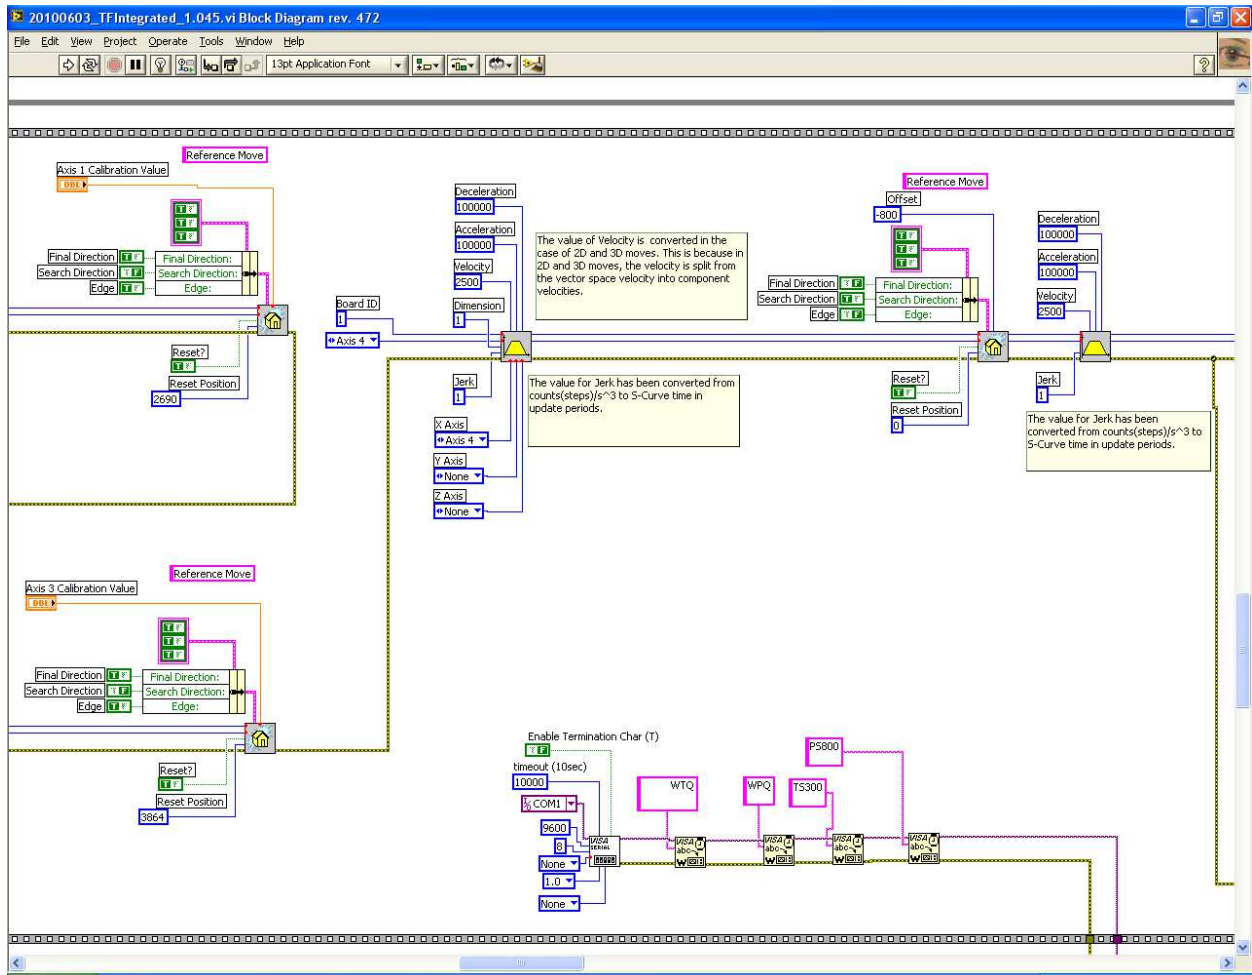 20100603_TFIntegrated_1.045.vi Block Diagram rev. 472
File Edit View Project Operate Tools Window Help
13pt Application Font
Reference Move
Axis 1 Calibration Value
DBL
Final Direction
Search Direction
Edge
Final Direction:
Search Direction:
Edge:
Reset?
Reset Position
2690
Board ID
1
Axis 4
Deceleration
100000
Acceleration
100000
Velocity
2500
Dimension
1
Jerk
1
X Axis
Axis 4
Y Axis
None
Z Axis
None
The value of Velocity is converted in the
case of 2D and 3D moves. This is because in
2D and 3D moves, the velocity is split from
the vector space velocity into component
velocities.
The value for Jerk has been converted from
counts(steps)/s^3 to S-Curve time in
update periods.
Reference Move
Offset
-800
Final Direction
Search Direction
Edge
Final Direction:
Search Direction:
Edge:
Reset?
Reset Position
0
Deceleration
100000
Acceleration
100000
Velocity
2500
Jerk
1
The value for Jerk has been
converted from counts(steps)/s^3 to
S-Curve time in update periods.
Reference Move
Axis 3 Calibration Value
DBL
Final Direction
Search Direction
Edge
Final Direction:
Search Direction:
Edge:
Reset?
Reset Position
3864
Enable Termination Char (T)
timeout (10sec)
10000
COM1
9600
8
None
1.0
None
VISA
SERIAL
WTQ
VISA
abc
W
WPQ
VISA
abc
W
TS300
VISA
abc
W
PS800
VISA
abc
W